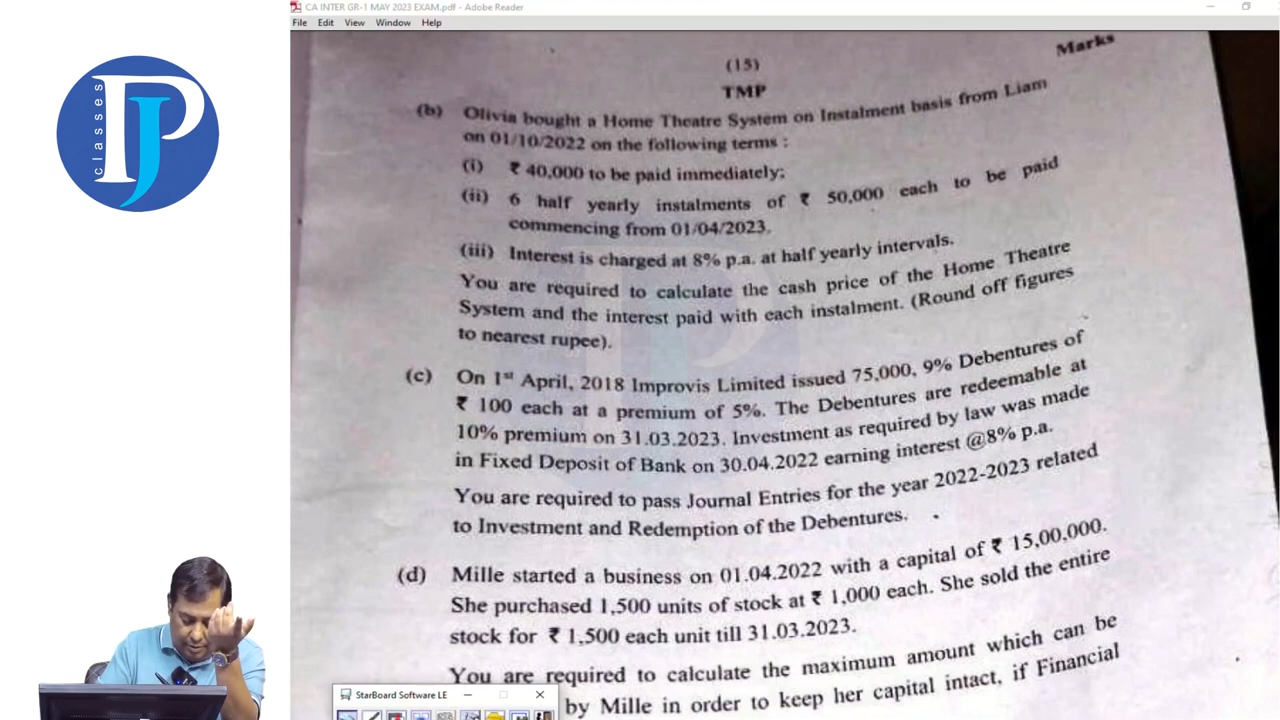 CA INTER GR-1 MAY 2023 EXAM.pdf - Adobe Reader
File Edit View Window Help
classes
PJ
Marks
(15)
TMP
(b) Olivia bought a Home Theatre System on Instalment basis from Liam
on 01/10/2022 on the following terms :
(i) ₹ 40,000 to be paid immediately;
(ii) 6 half yearly instalments of ₹ 50,000 each to be paid
commencing from 01/04/2023.
(iii) Interest is charged at 8% p.a. at half yearly intervals.
You are required to calculate the cash price of the Home Theatre
System and the interest paid with each instalment. (Round off figures
to nearest rupee).
(c) On 1st April, 2018 Improvis Limited issued 75,000, 9% Debentures of
₹ 100 each at a premium of 5%. The Debentures are redeemable at
10% premium on 31.03.2023. Investment as required by law was made
in Fixed Deposit of Bank on 30.04.2022 earning interest @8% p.a.
You are required to pass Journal Entries for the year 2022-2023 related
to Investment and Redemption of the Debentures.
(d) Mille started a business on 01.04.2022 with a capital of ₹ 15,00,000.
She purchased 1,500 units of stock at ₹ 1,000 each. She sold the entire
stock for ₹ 1,500 each unit till 31.03.2023.
You are required to calculate the maximum amount which can be
by Mille in order to keep her capital intact, if Financial
StarBoard Software LE